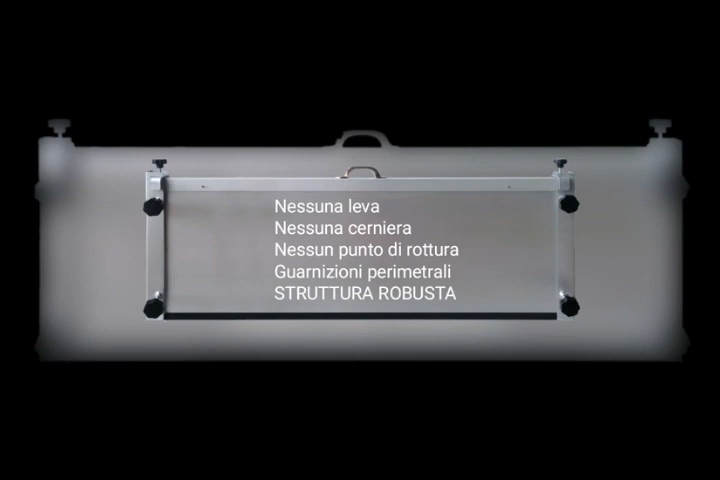 Nessuna leva
Nessuna cerniera
Nessun punto di rottura
Guarnizioni perimetrali
STRUTTURA ROBUSTA